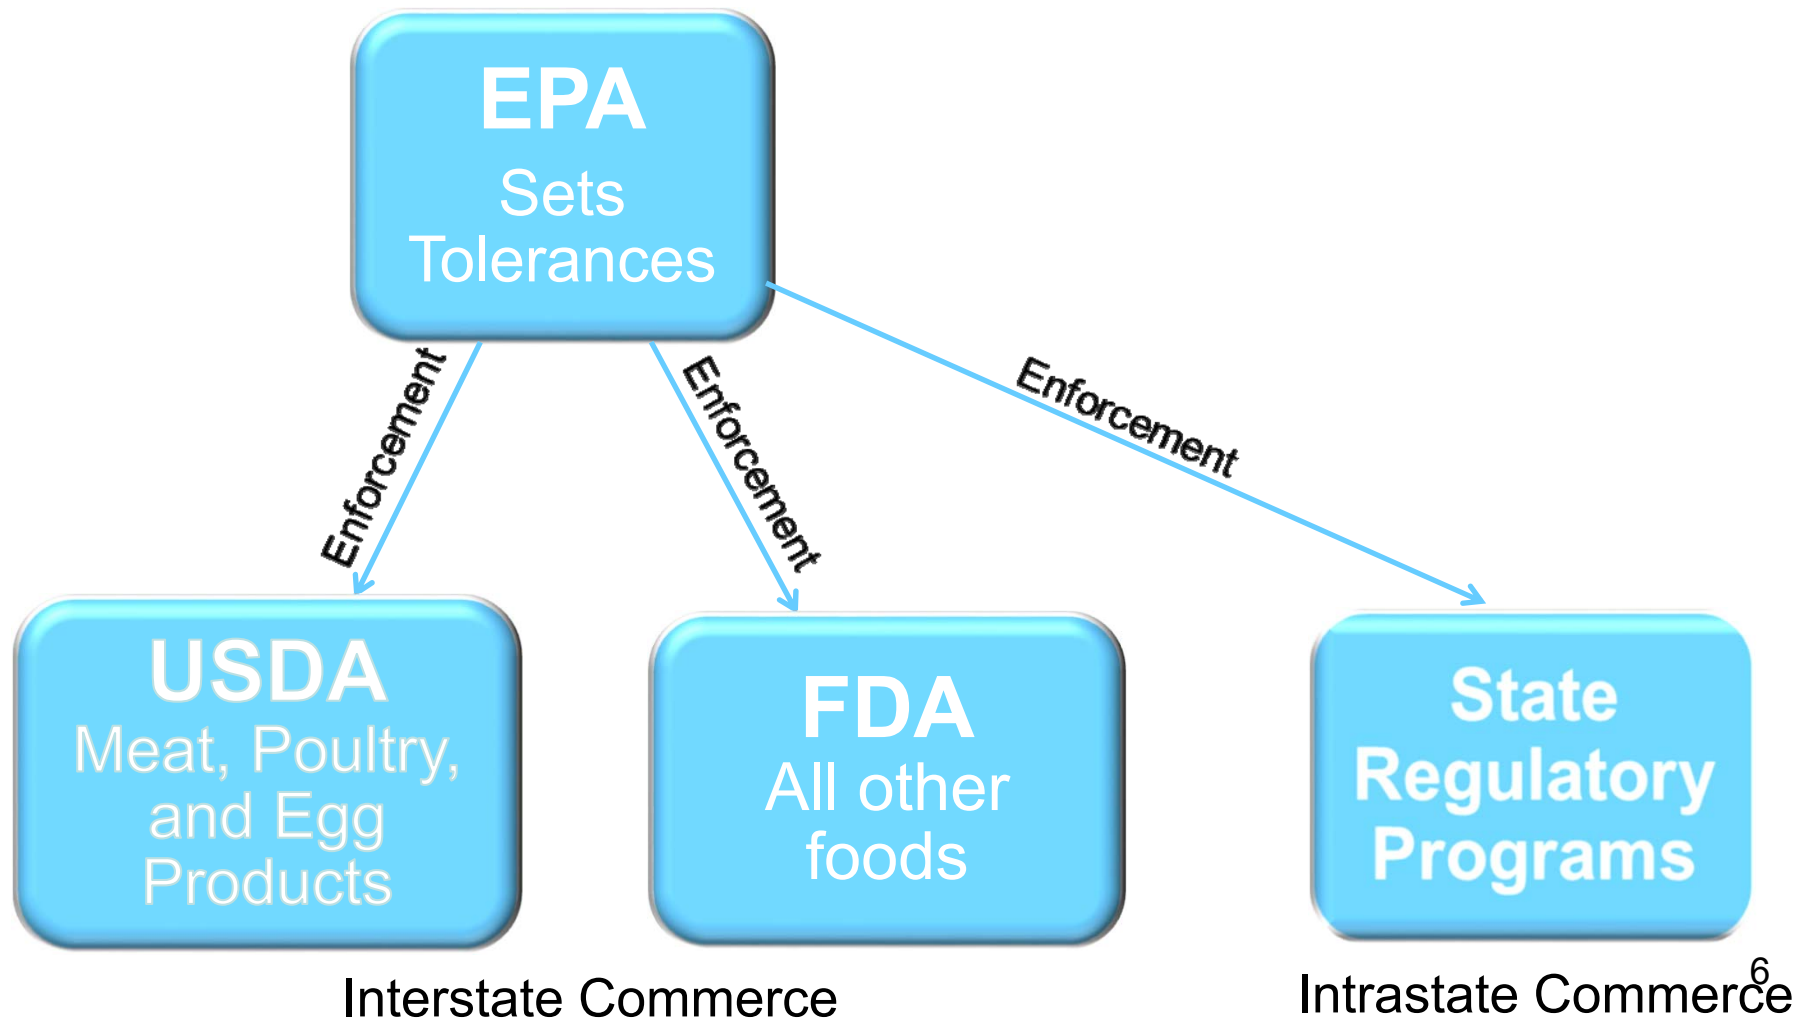 EPA
Sets
Tolerances
Enforcement
Enforcement
Enforcement
USDA
Meat, Poultry,
and Egg
Products
FDA
All other
foods
State
Regulatory
Programs
Interstate Commerce
Intrastate Commerce
6